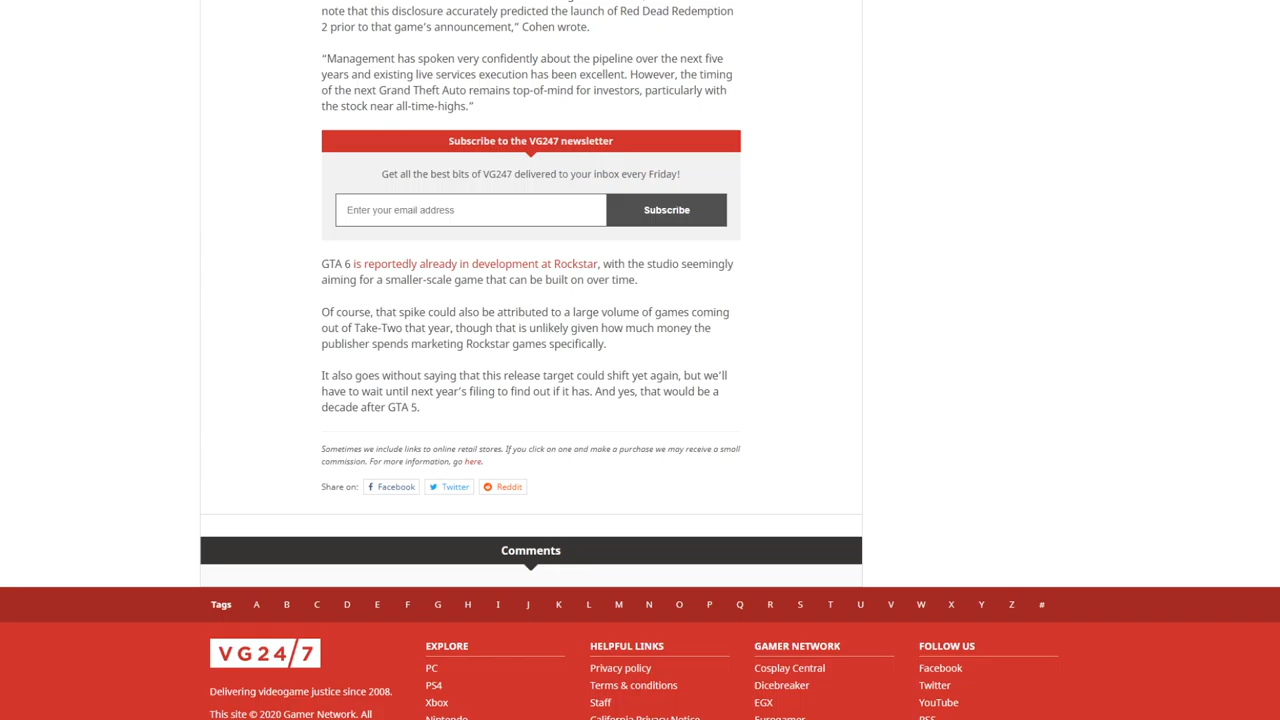 note that this disclosure accurately predicted the launch of Red Dead Redemption
2 prior to that game’s announcement,” Cohen wrote.
“Management has spoken very confidently about the pipeline over the next five
years and existing live services execution has been excellent. However, the timing
of the next Grand Theft Auto remains top-of-mind for investors, particularly with
the stock near all-time-highs.”
Subscribe to the VG247 newsletter
Get all the best bits of VG247 delivered to your inbox every Friday!
Enter your email address
Subscribe
GTA 6 is reportedly already in development at Rockstar, with the studio seemingly
aiming for a smaller-scale game that can be built on over time.
Of course, that spike could also be attributed to a large volume of games coming
out of Take-Two that year, though that is unlikely given how much money the
publisher spends marketing Rockstar games specifically.
It also goes without saying that this release target could shift yet again, but we’ll
have to wait until next year’s filing to find out if it has. And yes, that would be a
decade after GTA 5.
Sometimes we include links to online retail stores. If you click on one and make a purchase we may receive a small
commission. For more information, go here.
Share on: Facebook Twitter Reddit
Comments
Tags A B C D E F G H I J K L M N O P Q R S T U V W X Y Z #
VG24/7
Delivering videogame justice since 2008.
This site © 2020 Gamer Network. All
EXPLORE
PC
PS4
Xbox
Nintendo
HELPFUL LINKS
Privacy policy
Terms & conditions
Staff
California Privacy Notice
GAMER NETWORK
Cosplay Central
Dicebreaker
EGX
Eurogamer
FOLLOW US
Facebook
Twitter
YouTube
RSS